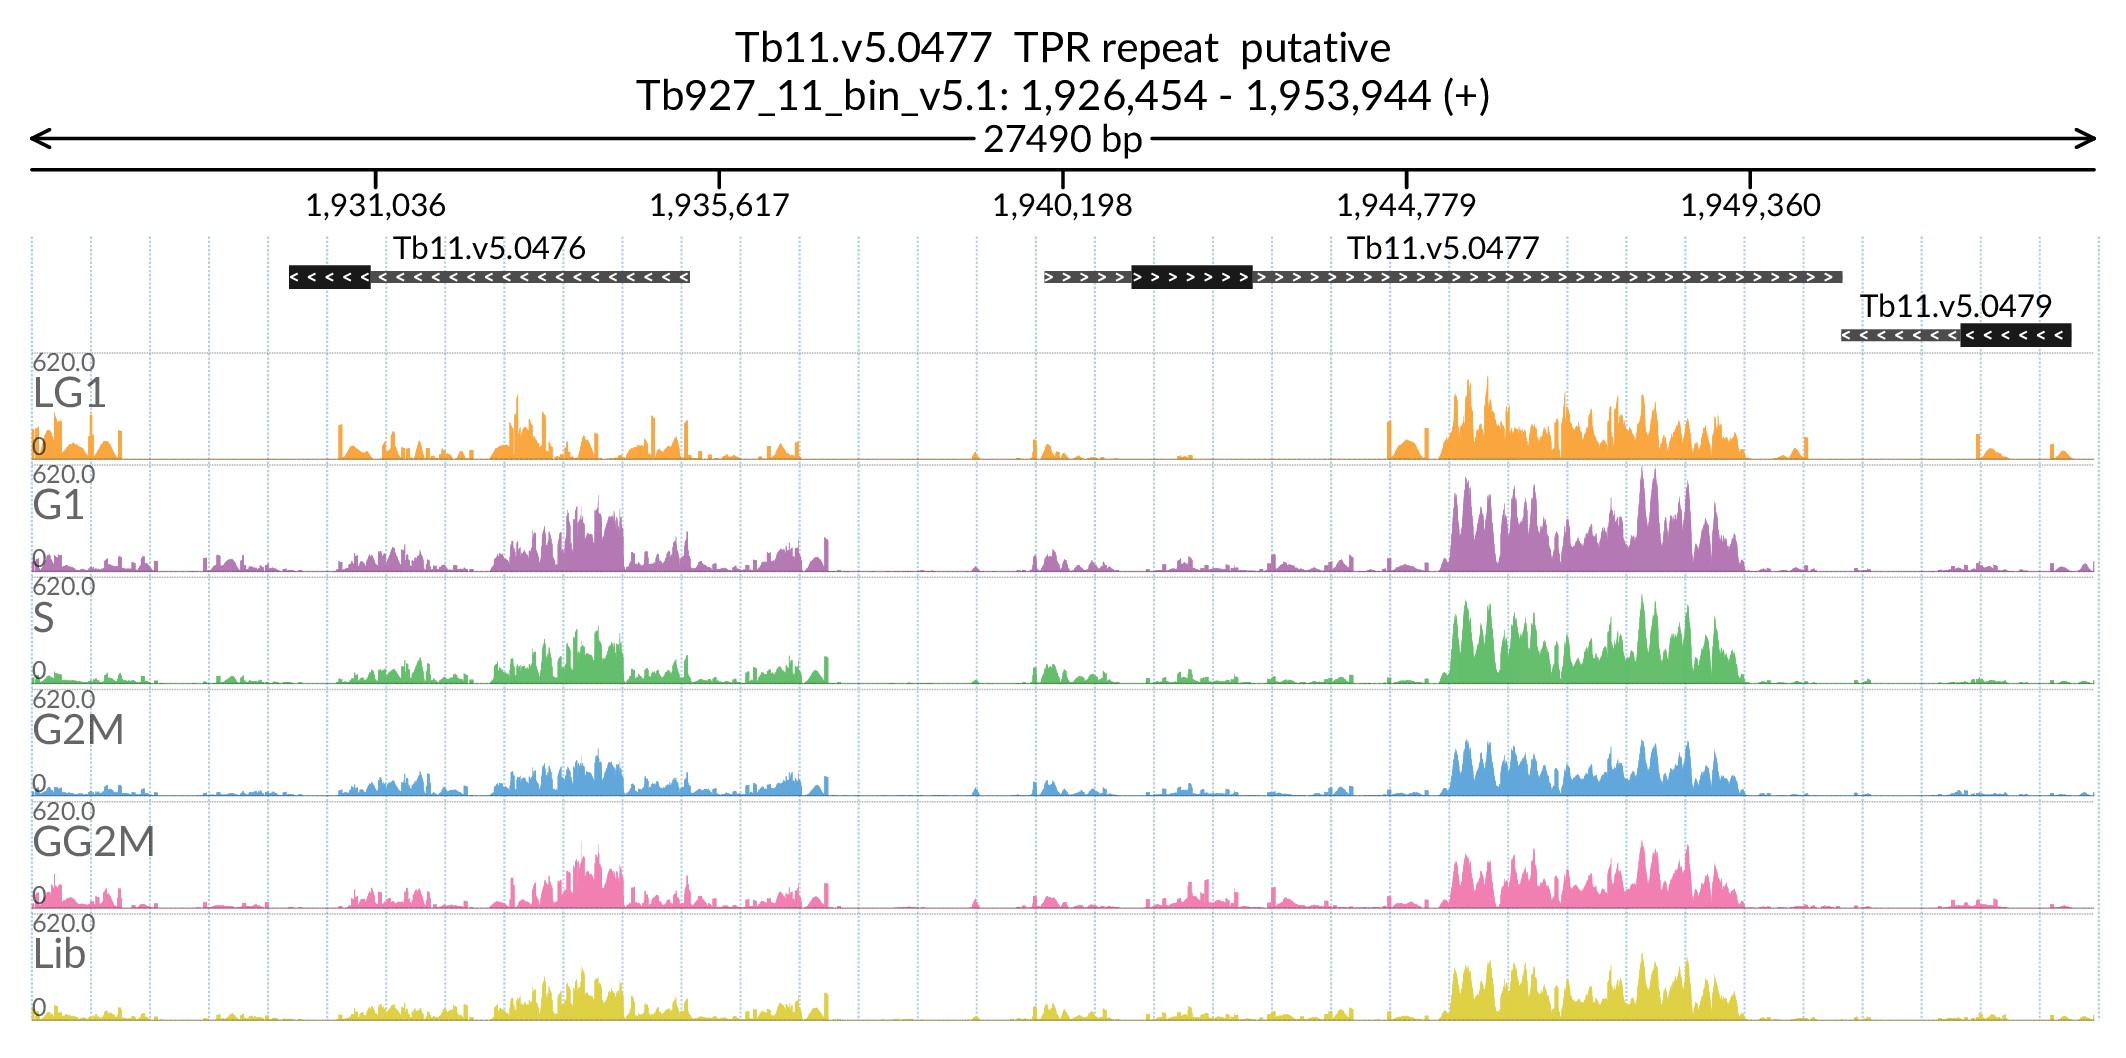 Tb11.v5.0477 TPR repeat putative
Tb927_11_bin_v5.1: 1,926,454 - 1,953,944 (+)
27490 bp
1,931,036 1,935,617 1,940,198 1,944,779 1,949,360
Tb11.v5.0476 Tb11.v5.0477
Tb11.v5.0479
620.0
LG1
0
620.0
G1
0
620.0
S
0
620.0
G2M
0
620.0
GG2M
0
620.0
Lib
0